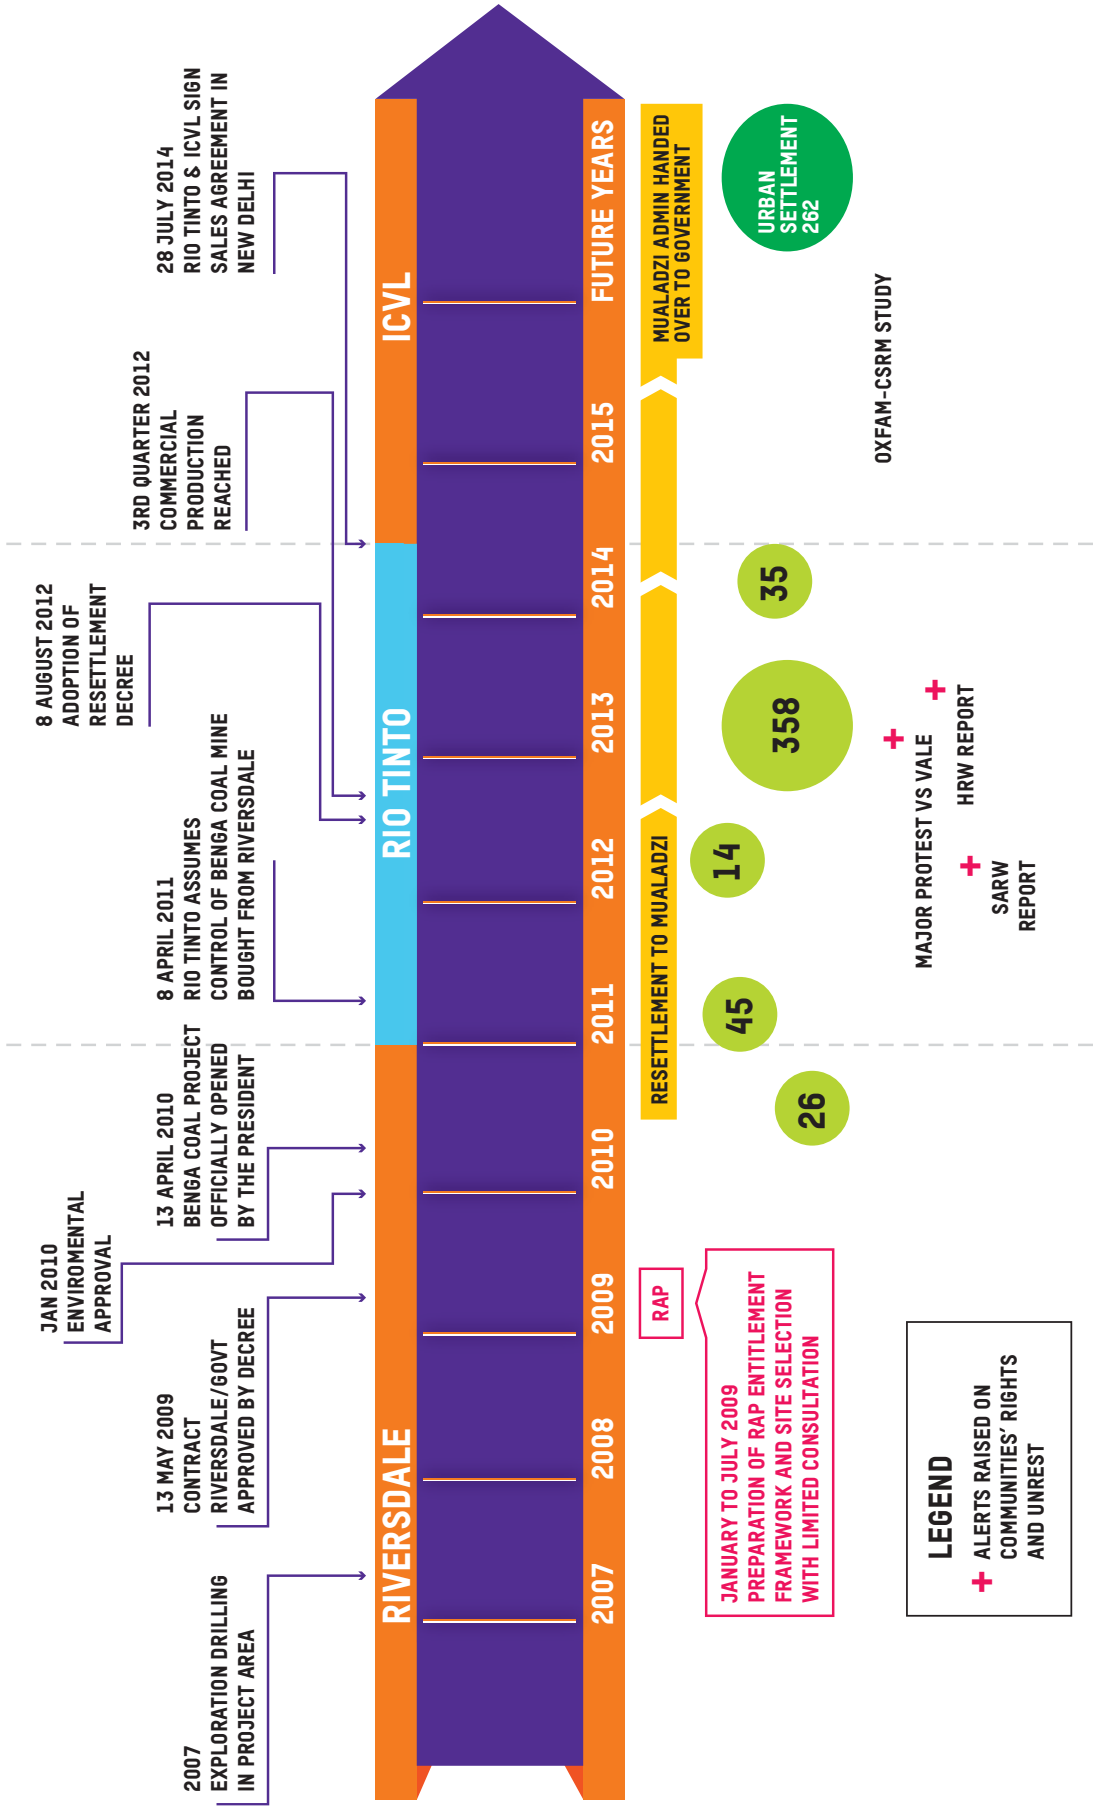 2007
EXPLORATION DRILLING
IN PROJECT AREA
13 MAY 2009
CONTRACT
RIVERSDALE/GOVT
APPROVED BY DECREE
JAN 2010
ENVIROMENTAL
APPROVAL
13 APRIL 2010
BENGA COAL PROJECT
OFFICIALLY OPENED
BY THE PRESIDENT
8 APRIL 2011
RIO TINTO ASSUMES
CONTROL OF BENGA COAL MINE
BOUGHT FROM RIVERSDALE
8 AUGUST 2012
ADOPTION OF
RESETTLEMENT
DECREE
3RD QUARTER 2012
COMMERCIAL
PRODUCTION
REACHED
28 JULY 2014
RIO TINTO & ICVL SIGN
SALES AGREEMENT IN
NEW DELHI
RIVERSDALE
RIO TINTO
ICVL
2007
2008
2009
2010
2011
2012
2013
2014
2015
FUTURE YEARS
RAP
JANUARY TO JULY 2009
PREPARATION OF RAP ENTITLEMENT
FRAMEWORK AND SITE SELECTION
WITH LIMITED CONSULTATION
RESETTLEMENT TO MUALADZI
MUALADZI ADMIN HANDED
OVER TO GOVERNMENT
26
45
14
358
35
URBAN
SETTLEMENT
262
OXFAM-CSRM STUDY
MAJOR PROTEST VS VALE
HRW REPORT
SARW
REPORT
LEGEND
+ ALERTS RAISED ON
COMMUNITIES’ RIGHTS
AND UNREST